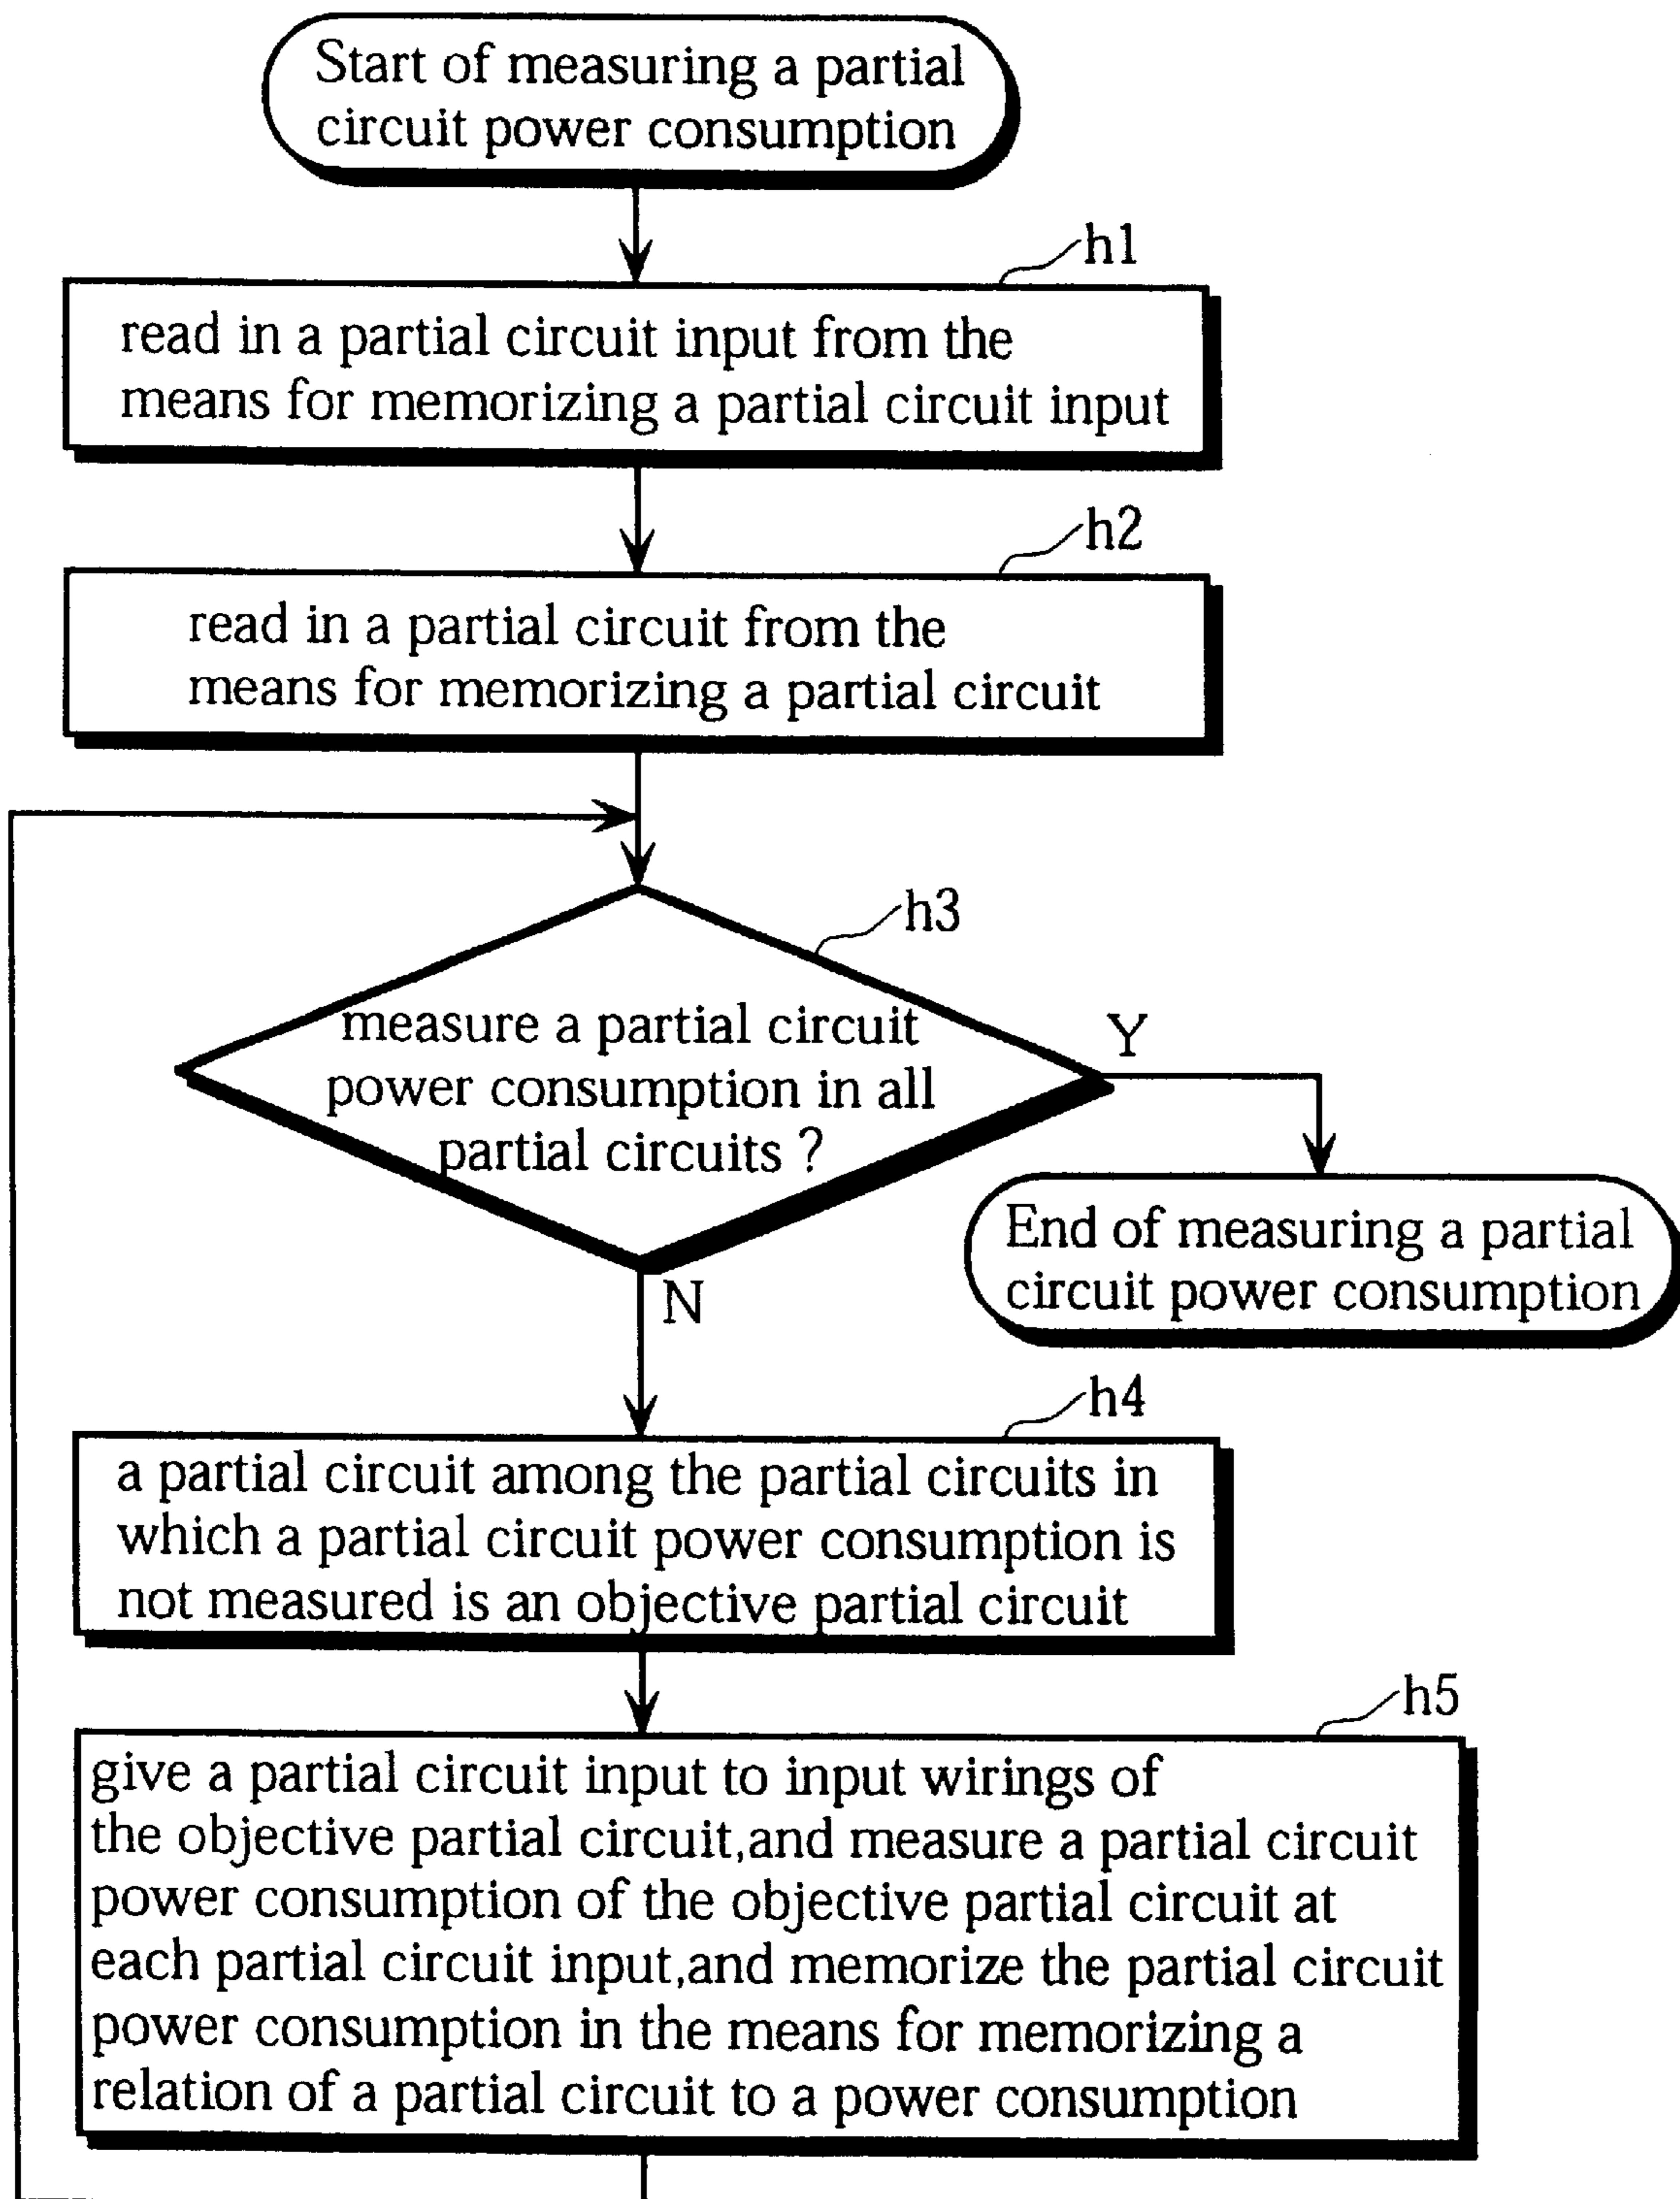 Start of measuring a partial
circuit power consumption
h1
read in a partial circuit input from the
means for memorizing a partial circuit input
h2
read in a partial circuit from the
means for memorizing a partial circuit
h3
measure a partial circuit
power consumption in all
partial circuits ?
Y
End of measuring a partial
circuit power consumption
N
h4
a partial circuit among the partial circuits in
which a partial circuit power consumption is
not measured is an objective partial circuit
h5
give a partial circuit input to input wirings of
the objective partial circuit,and measure a partial circuit
power consumption of the objective partial circuit at
each partial circuit input,and memorize the partial circuit
power consumption in the means for memorizing a
relation of a partial circuit to a power consumption